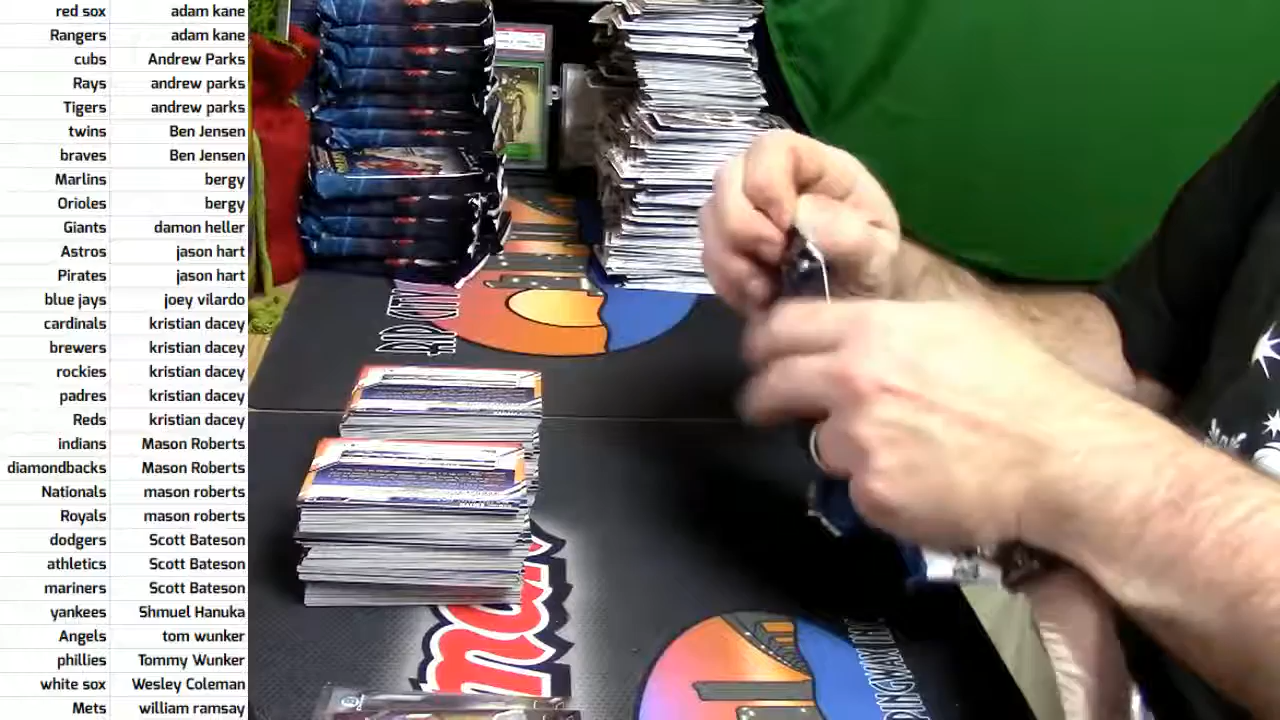 red sox adam kane
Rangers adam kane
cubs Andrew Parks
Rays andrew parks
Tigers andrew parks
twins Ben Jensen
braves Ben Jensen
Marlins bergy
Orioles bergy
Giants damon heller
Astros jason hart
Pirates jason hart
blue jays joey vilardo
cardinals kristian dacey
brewers kristian dacey
rockies kristian dacey
padres kristian dacey
Reds kristian dacey
indians Mason Roberts
diamondbacks Mason Roberts
Nationals mason roberts
Royals mason roberts
dodgers Scott Bateson
athletics Scott Bateson
mariners Scott Bateson
yankees Shmuel Hanuka
Angels tom wunker
phillies Tommy Wunker
white sox Wesley Coleman
Mets william ramsay
RIP CITY